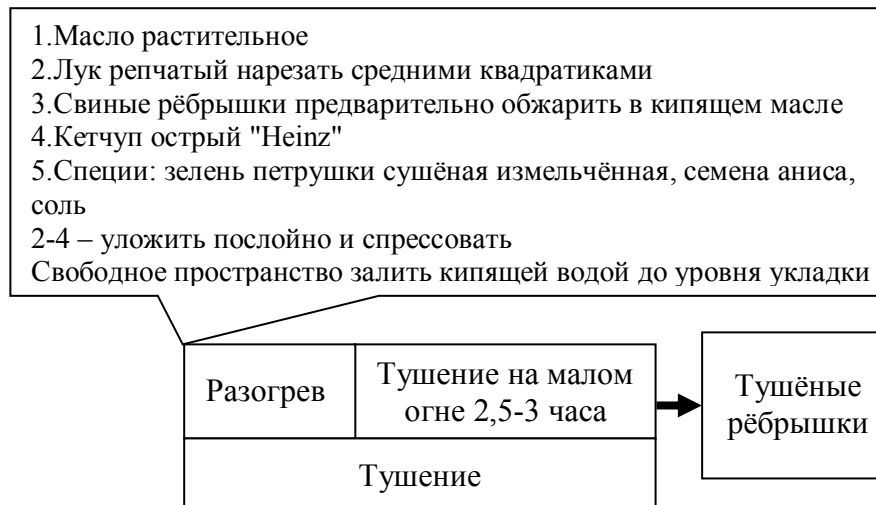 1.Масло растительное
2.Лук репчатый нарезать средними квадратиками
3.Свиные рёбрышки предварительно обжарить в кипящем масле
4.Кетчуп острый "Heinz"
5.Специи: зелень петрушки сушёная измельчённая, семена аниса,
соль
2-4 – уложить послойно и спрессовать
Свободное пространство залить кипящей водой до уровня укладки
Разогрев
Тушение на малом
огне 2,5-3 часа
Тушение
Тушёные
рёбрышки